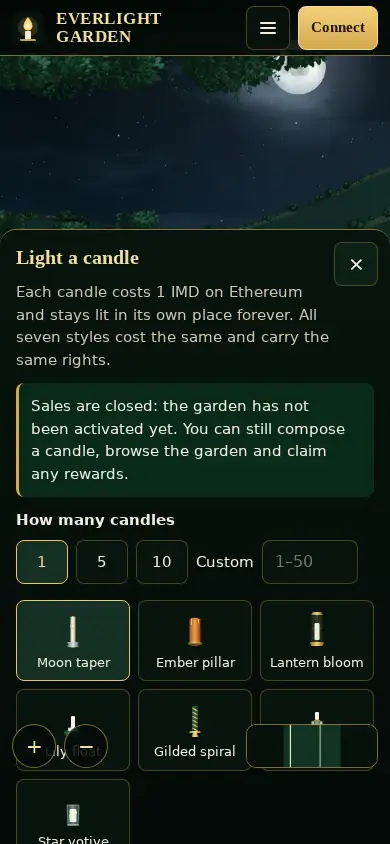 EVERLIGHT
GARDEN
Connect
Light a candle
Each candle costs 1 IMD on Ethereum
and stays lit in its own place forever. All
seven styles cost the same and carry the
same rights.
Sales are closed: the garden has not
been activated yet. You can still compose
a candle, browse the garden and claim
any rewards.
How many candles
1
5
10
Custom
1–50
Moon taper
Ember pillar
Lantern bloom
+
−
Lily float
Gilded spiral
Star votive